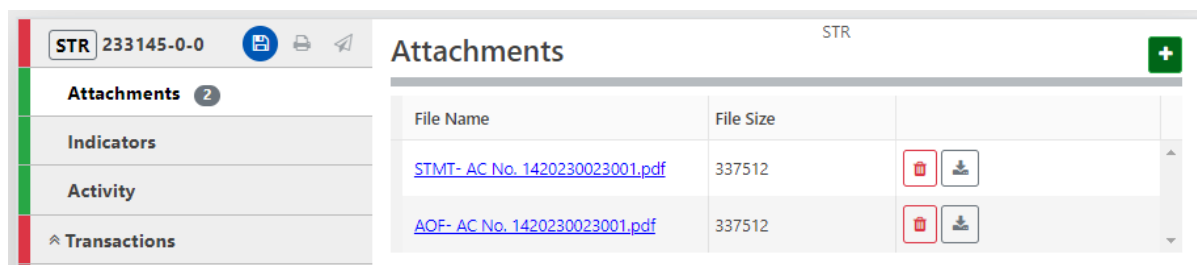 STR 233145-0-0
Attachments 2
Indicators
Activity
Transactions
STR
Attachments
File Name File Size
STMT- AC No. 1420230023001.pdf 337512
AOF- AC No. 1420230023001.pdf 337512